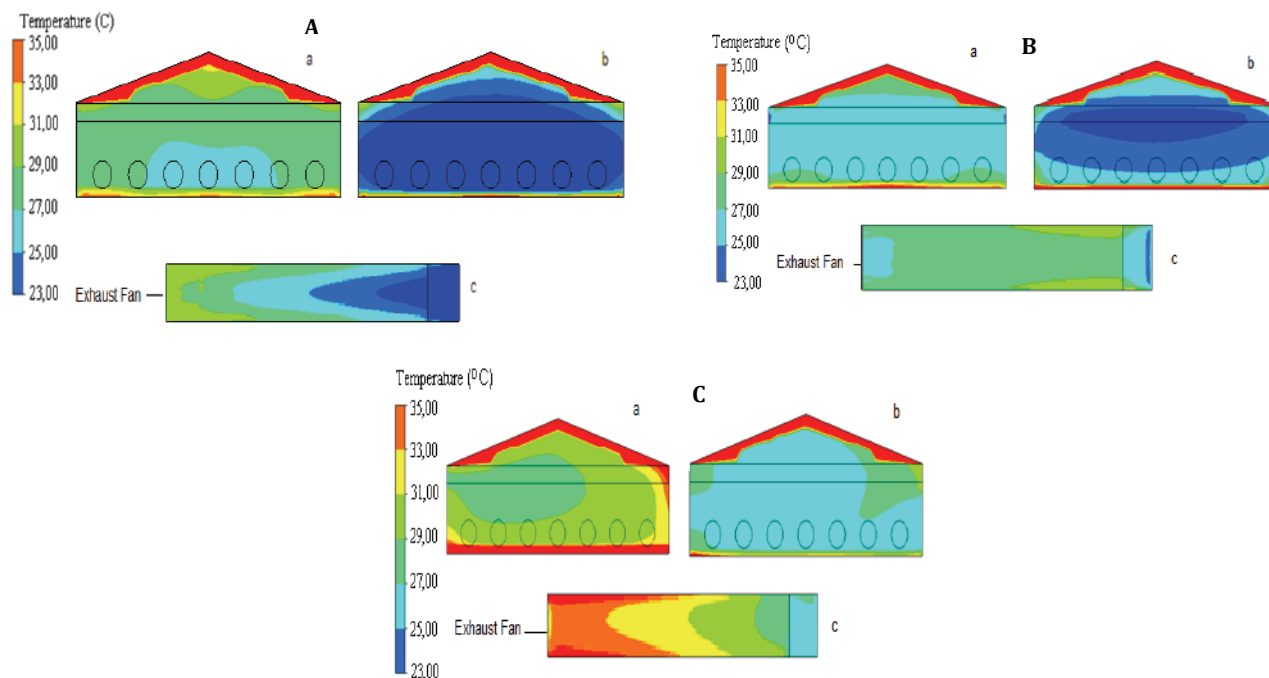 Temperature (C)
A
35,00
33,00
31,00
29,00
27,00
25,00
23,00
a
b
Exhaust Fan
c
Temperature (⁰C)
B
35,00
33,00
31,00
29,00
27,00
25,00
23,00
a
b
Exhaust Fan
c
Temperature (⁰C)
C
35,00
33,00
31,00
29,00
27,00
25,00
23.00
a
b
Exhaust Fan
c